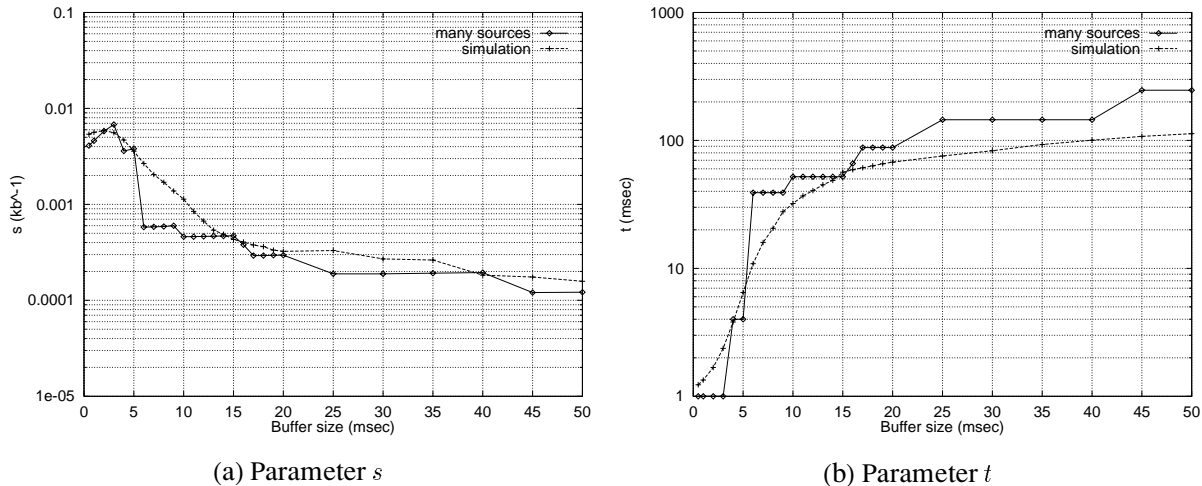 0.1
0.01
0.001
0.0001
1e-05
s (kb^-1)
0 5 10 15 20 25 30 35 40 45 50
Buffer size (msec)
many sources
simulation
(a) Parameter s
1000
100
10
1
t (msec)
0 5 10 15 20 25 30 35 40 45 50
Buffer size (msec)
many sources
simulation
(b) Parameter t